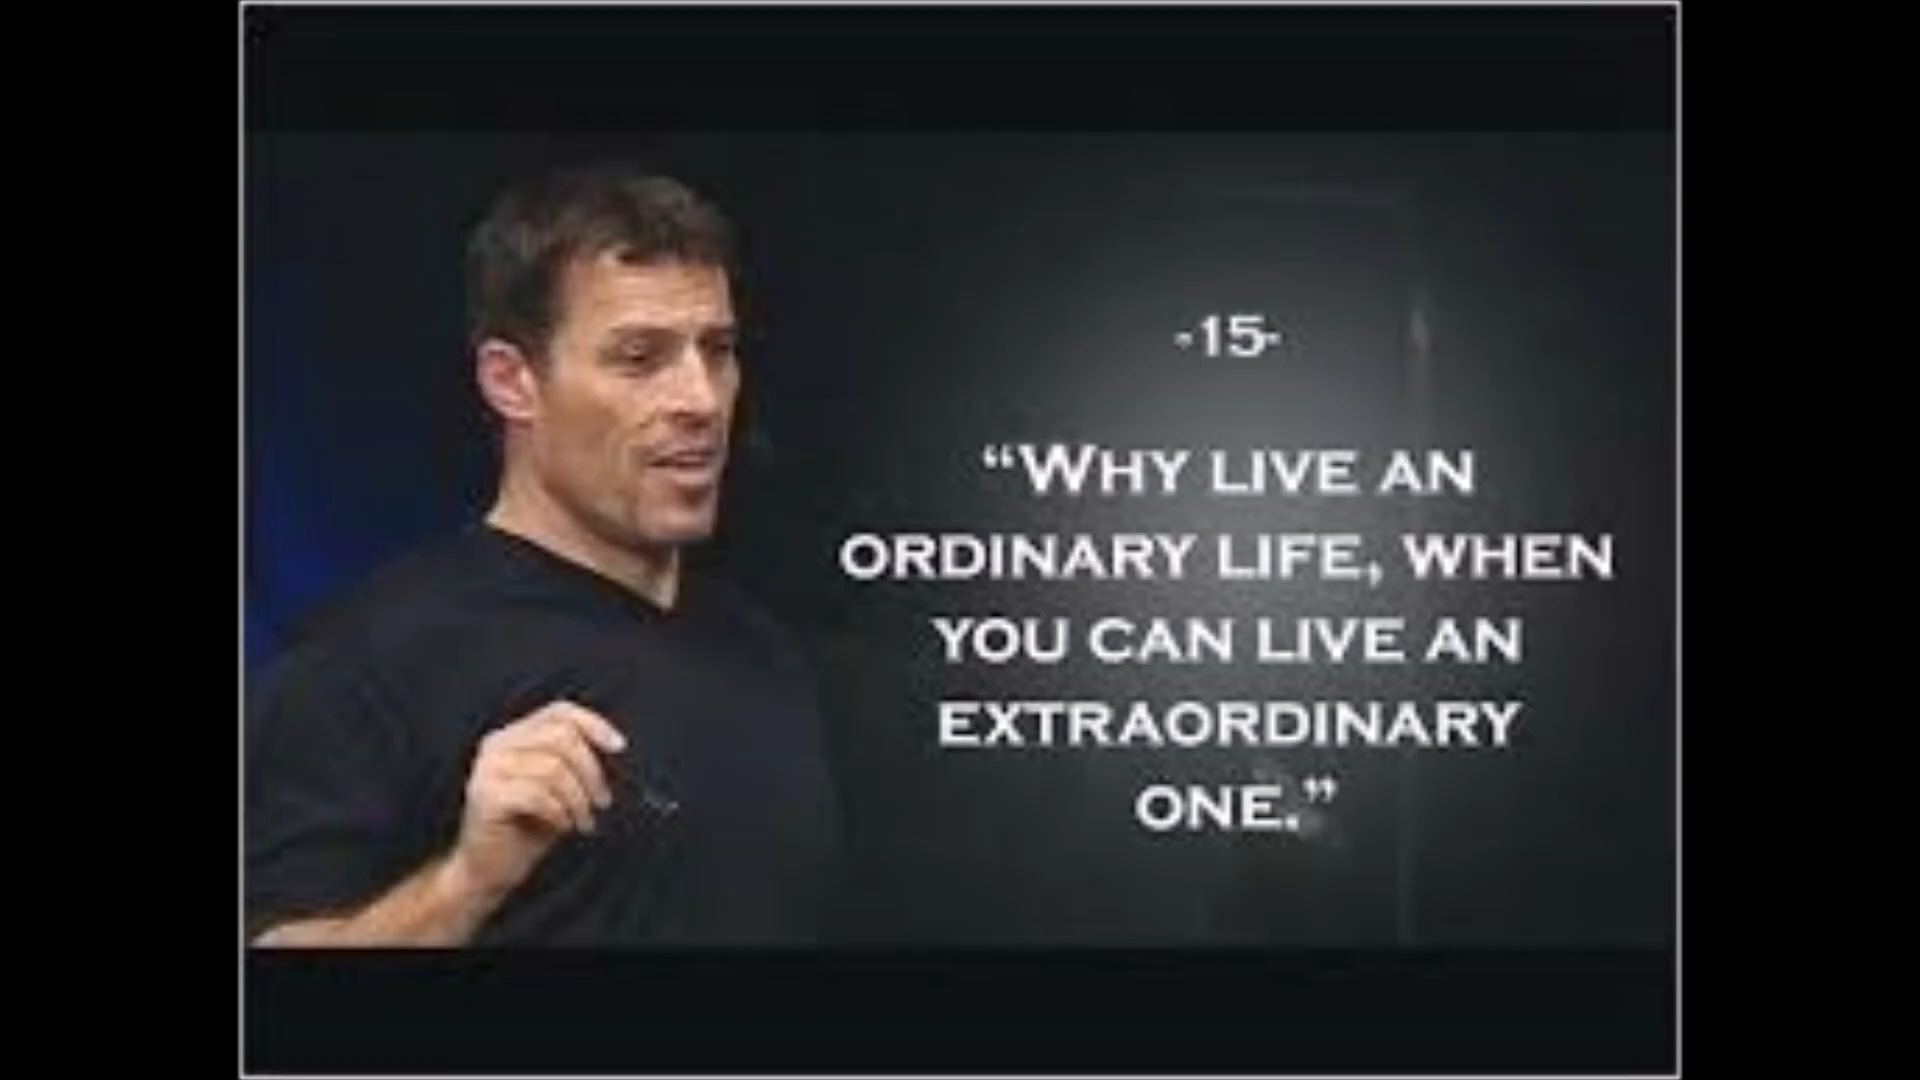 -15-
“WHY LIVE AN
ORDINARY LIFE, WHEN
YOU CAN LIVE AN
EXTRAORDINARY
ONE.”